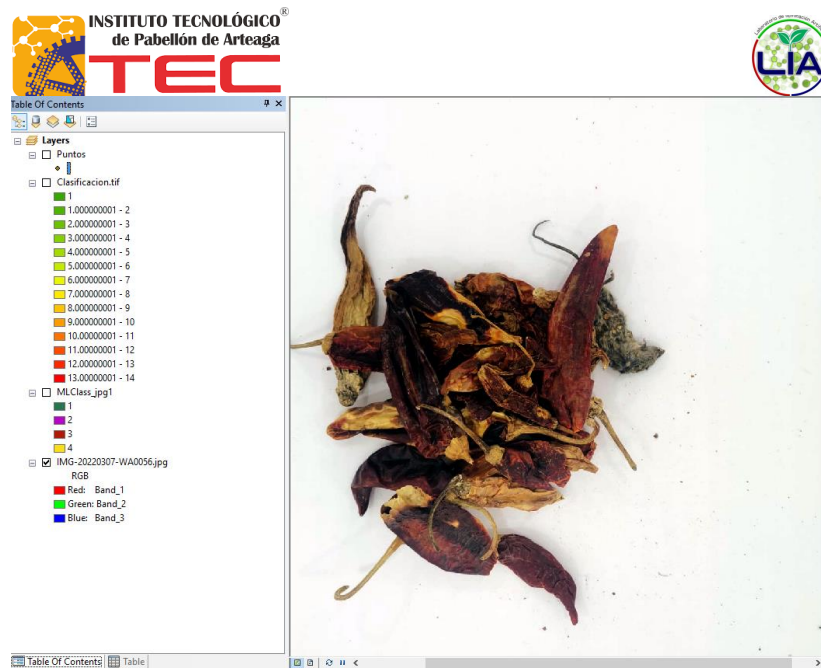 INSTITUTO TECNOLÓGICO®
de Pabellón de Arteaga
TEC
LIA
Table Of Contents
Layers
Puntos
Clasificacion.tif
1
1.000000001 - 2
2.000000001 - 3
3.000000001 - 4
4.000000001 - 5
5.000000001 - 6
6.000000001 - 7
7.000000001 - 8
8.000000001 - 9
9.000000001 - 10
10.00000001 - 11
11.00000001 - 12
12.00000001 - 13
13.00000001 - 14
MLClass_jpg1
1
2
3
4
IMG-20220307-WA0056.jpg
RGB
Red: Band_1
Green: Band_2
Blue: Band_3
Table Of Contents
Table